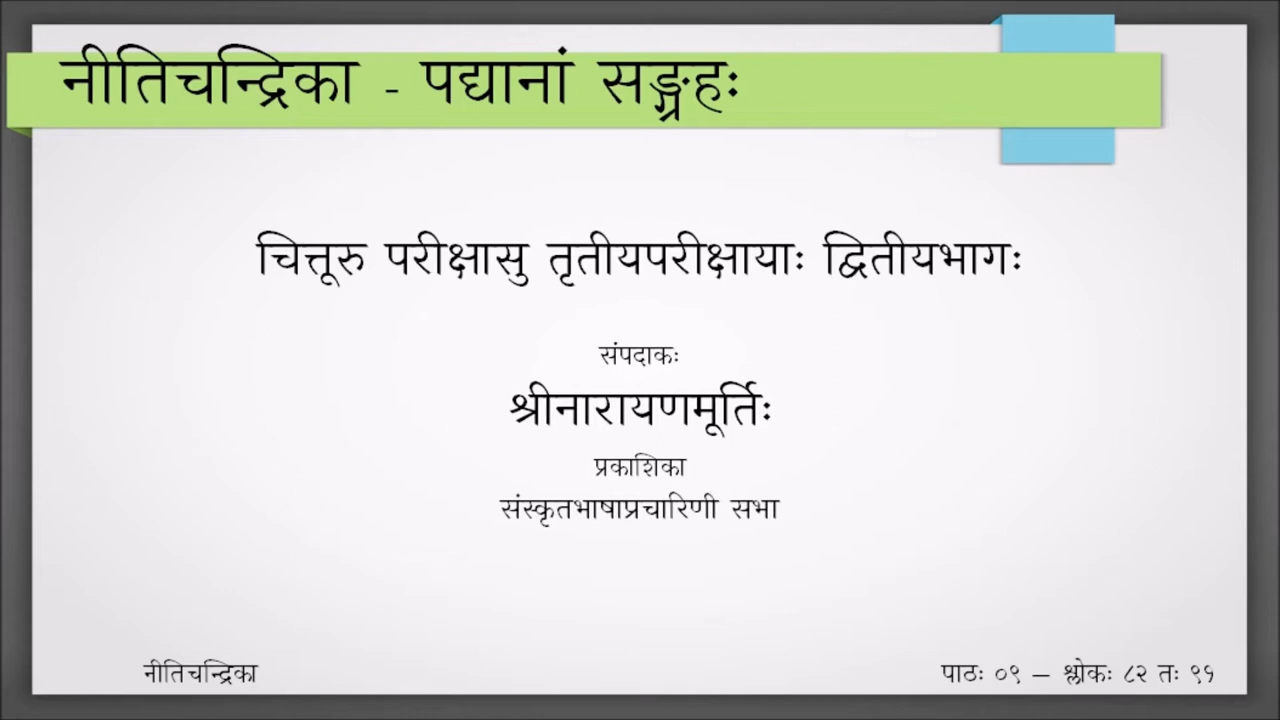 नीतिचन्द्रिका - पद्यानां सङ्ग्रहः
चित्तूरु परीक्षासु तृतीयपरीक्षायाः द्वितीयभागः
संपदाकः
श्रीनारायणमूर्तिः
प्रकाशिका
संस्कृतभाषाप्रचारिणी सभा
नीतिचन्द्रिका
पाठः ०९ – श्लोकः ८२ तः ९१